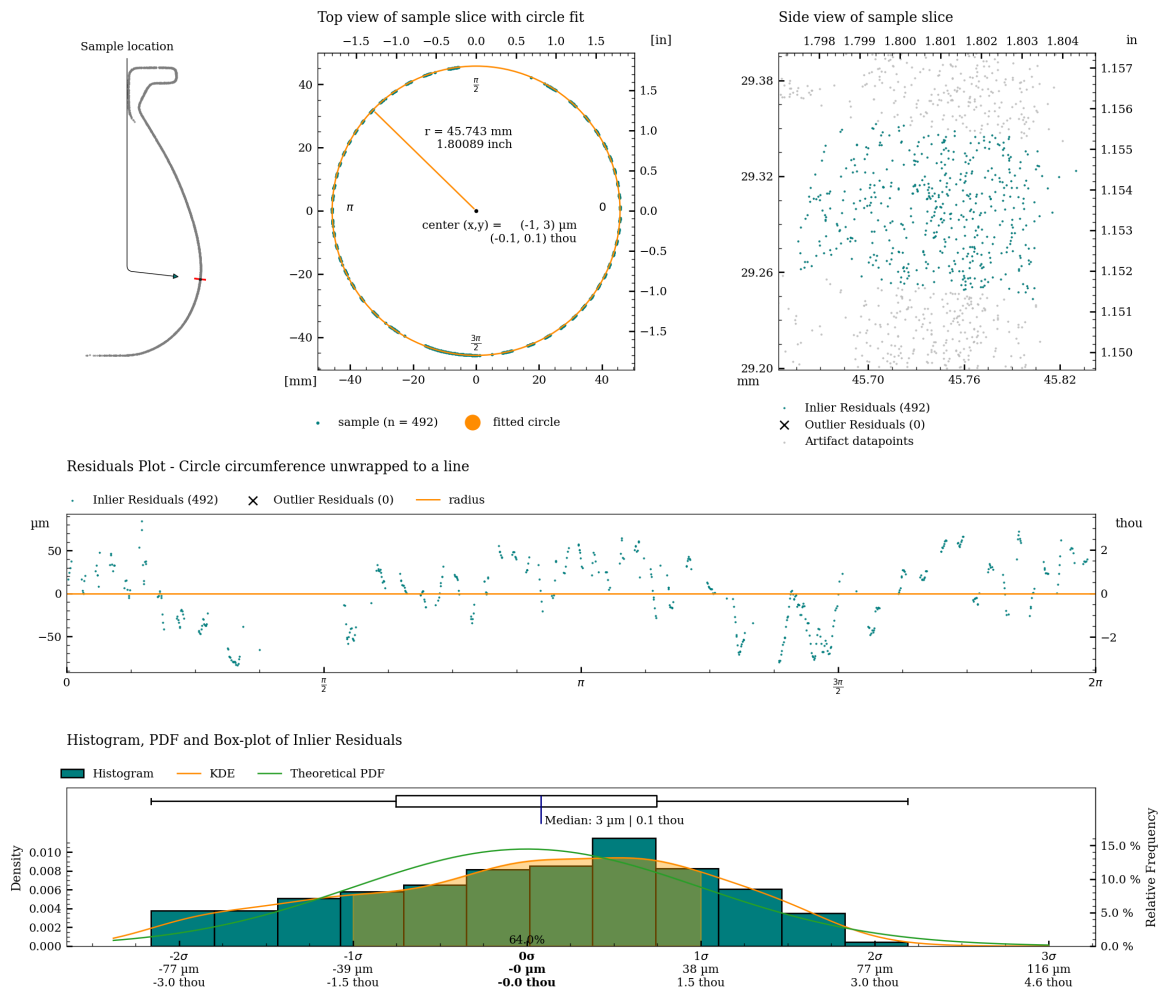 Top view of sample slice with circle fit
Side view of sample slice
Sample location
−1.5 −1.0 −0.5 0.0 0.5 1.0 1.5 [in]
1.798 1.799 1.800 1.801 1.802 1.803 1.804 in
40
20
0
−20
−40
1.5
1.0
0.5
0.0
−0.5
−1.0
−1.5
π/2
r = 45.743 mm
1.80089 inch
π
0
center (x,y) = (-1, 3) µm
(-0.1, 0.1) thou
3π/2
[mm] −40 −20 0 20 40
29.38
29.32
29.26
29.20
1.157
1.156
1.155
1.154
1.153
1.152
1.151
1.150
mm 45.70 45.76 45.82
sample (n = 492) fitted circle
Inlier Residuals (492)
Outlier Residuals (0)
Artifact datapoints
Residuals Plot - Circle circumference unwrapped to a line
Inlier Residuals (492) Outlier Residuals (0) radius
µm thou
50 2
0 0
−50 −2
0 π/2 π 3π/2 2π
Histogram, PDF and Box-plot of Inlier Residuals
Histogram KDE Theoretical PDF
Median: 3 µm | 0.1 thou
Density
0.010
0.008
0.006
0.004
0.002
0.000
Relative Frequency
15.0 %
10.0 %
5.0 %
0.0 %
64.0%
-2σ -1σ 0σ 1σ 2σ 3σ
-77 µm -39 µm -0 µm 38 µm 77 µm 116 µm
-3.0 thou -1.5 thou -0.0 thou 1.5 thou 3.0 thou 4.6 thou